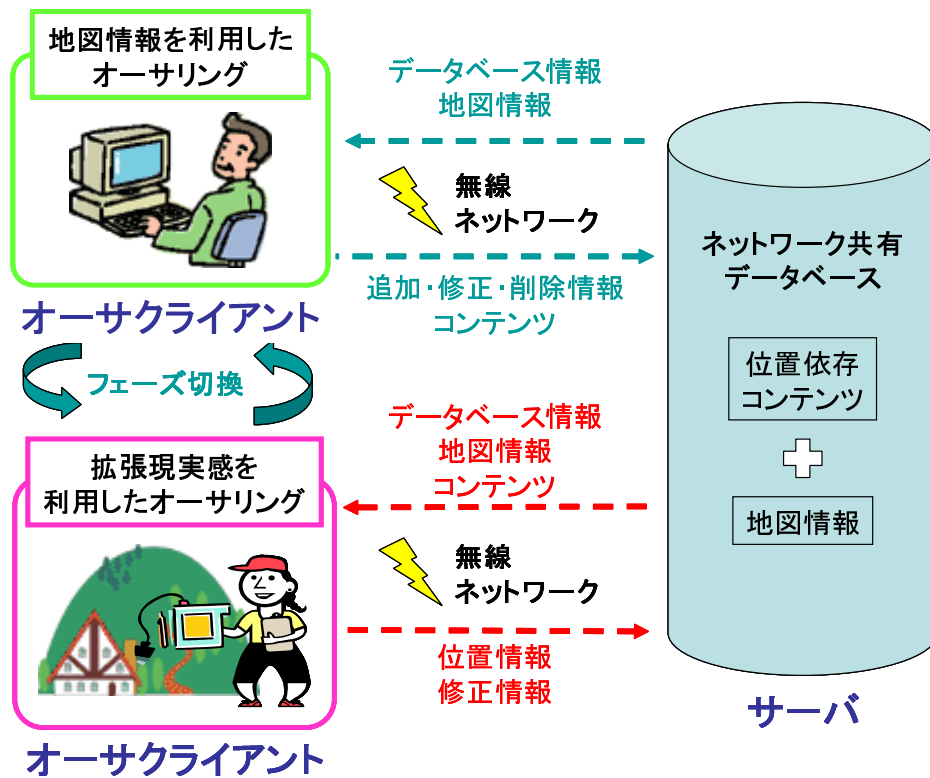 地図情報を利用した
オーサリング
オーサクライアント
フェーズ切換
拡張現実感を
利用したオーサリング
オーサクライアント
データベース情報
地図情報
無線
ネットワーク
追加・修正・削除情報
コンテンツ
データベース情報
地図情報
コンテンツ
無線
ネットワーク
位置情報
修正情報
ネットワーク共有
データベース
位置依存
コンテンツ
地図情報
サーバ